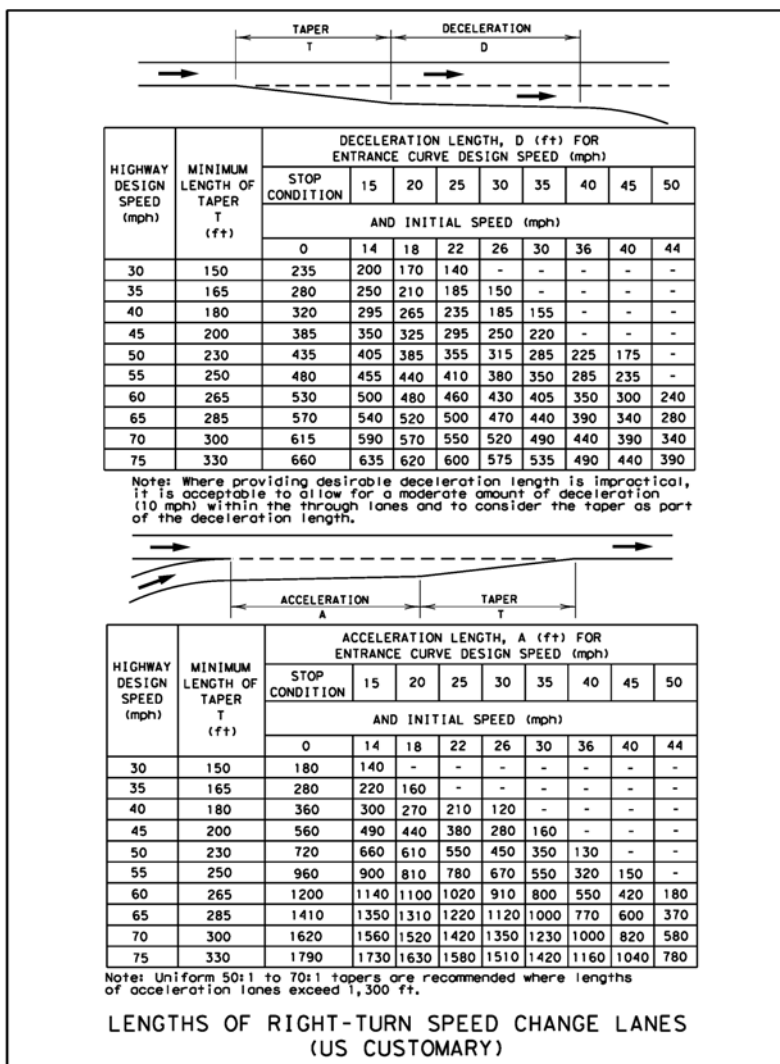 TAPER DECELERATION
T D
HIGHWAY DESIGN SPEED (mph) MINIMUM LENGTH OF TAPER T (ft) DECELERATION LENGTH, D (ft) FOR
ENTRANCE CURVE DESIGN SPEED (mph)
STOP CONDITION 15 20 25 30 35 40 45 50
AND INITIAL SPEED (mph)
0 14 18 22 26 30 36 40 44
30 150 235 200 170 140 - - - - -
35 165 280 250 210 185 150 - - - -
40 180 320 295 265 235 185 155 - - -
45 200 385 350 325 295 250 220 - - -
50 230 435 405 385 355 315 285 225 175 -
55 250 480 455 440 410 380 350 285 235 -
60 265 530 500 480 460 430 405 350 300 240
65 285 570 540 520 500 470 440 390 340 280
70 300 615 590 570 550 520 490 440 390 340
75 330 660 635 620 600 575 535 490 440 390
Note: Where providing desirable deceleration length is impractical,
it is acceptable to allow for a moderate amount of deceleration
(10 mph) within the through lanes and to consider the taper as part
of the deceleration length.
ACCELERATION TAPER
A T
HIGHWAY DESIGN SPEED (mph) MINIMUM LENGTH OF TAPER T (ft) ACCELERATION LENGTH, A (ft) FOR
ENTRANCE CURVE DESIGN SPEED (mph)
STOP CONDITION 15 20 25 30 35 40 45 50
AND INITIAL SPEED (mph)
0 14 18 22 26 30 36 40 44
30 150 180 140 - - - - - - -
35 165 280 220 160 - - - - - -
40 180 360 300 270 210 120 - - - -
45 200 560 490 440 380 280 160 - - -
50 230 720 660 610 550 450 350 130 - -
55 250 960 900 810 780 670 550 320 150 -
60 265 1200 1140 1100 1020 910 800 550 420 180
65 285 1410 1350 1310 1220 1120 1000 770 600 370
70 300 1620 1560 1520 1420 1350 1230 1000 820 580
75 330 1790 1730 1630 1580 1510 1420 1160 1040 780
Note: Uniform 50:1 to 70:1 tapers are recommended where lengths
of acceleration lanes exceed 1,300 ft.
LENGTHS OF RIGHT-TURN SPEED CHANGE LANES
(US CUSTOMARY)